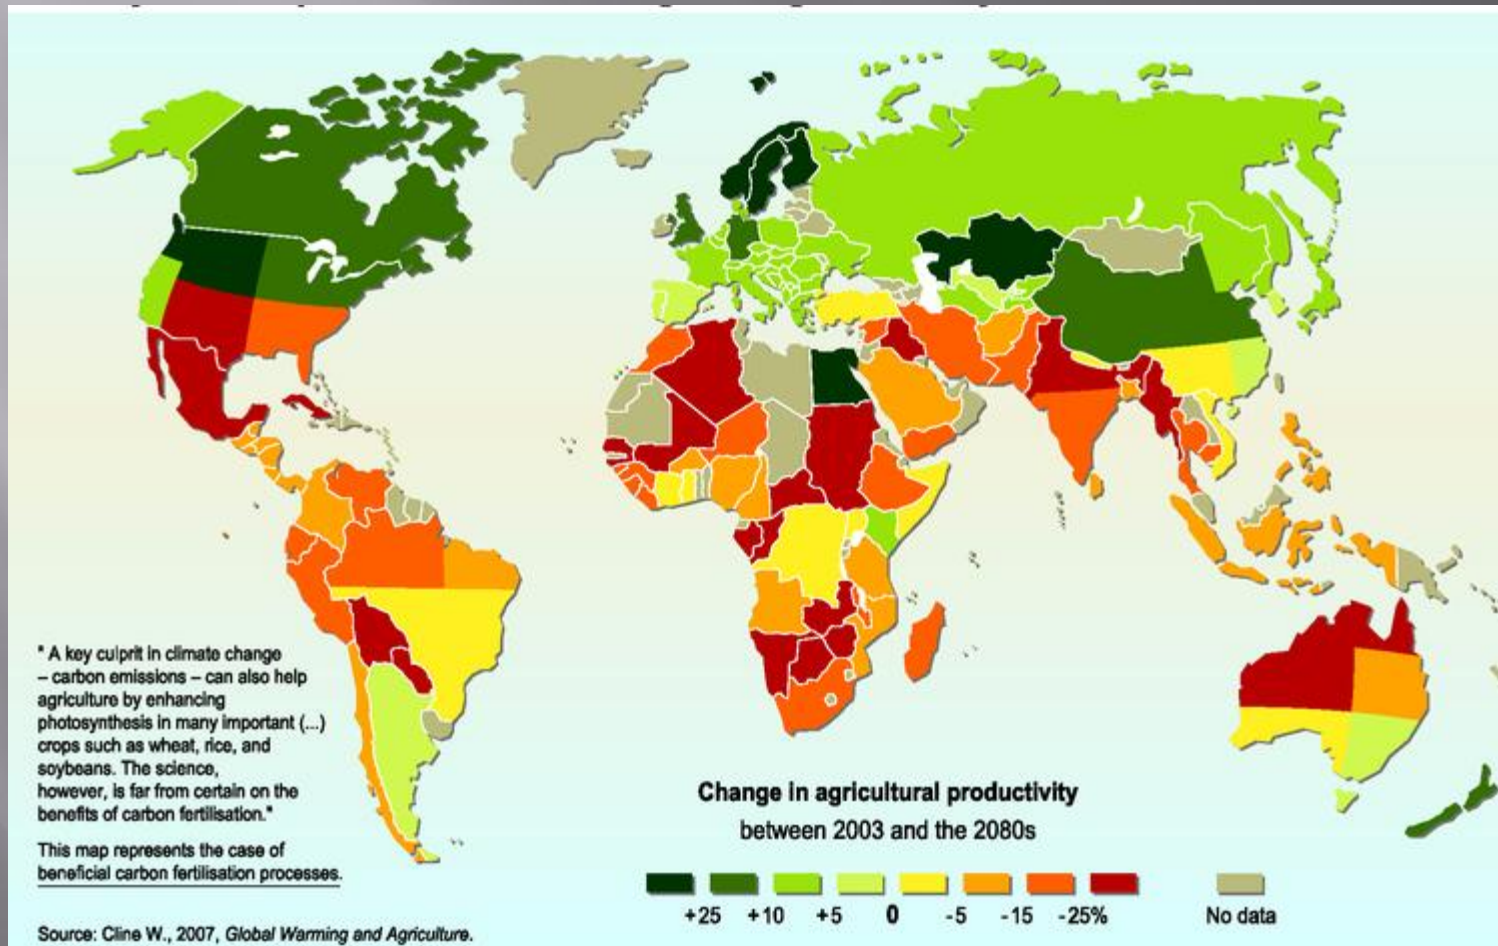 " A key culprit in climate change
– carbon emissions – can also help
agriculture by enhancing
photosynthesis in many important (...)
crops such as wheat, rice, and
soybeans. The science,
however, is far from certain on the
benefits of carbon fertilisation."
This map represents the case of
beneficial carbon fertilisation processes.
Source: Cline W., 2007, Global Warming and Agriculture.
Change in agricultural productivity
between 2003 and the 2080s
+25 +10 +5 0 -5 -15 -25%
No data